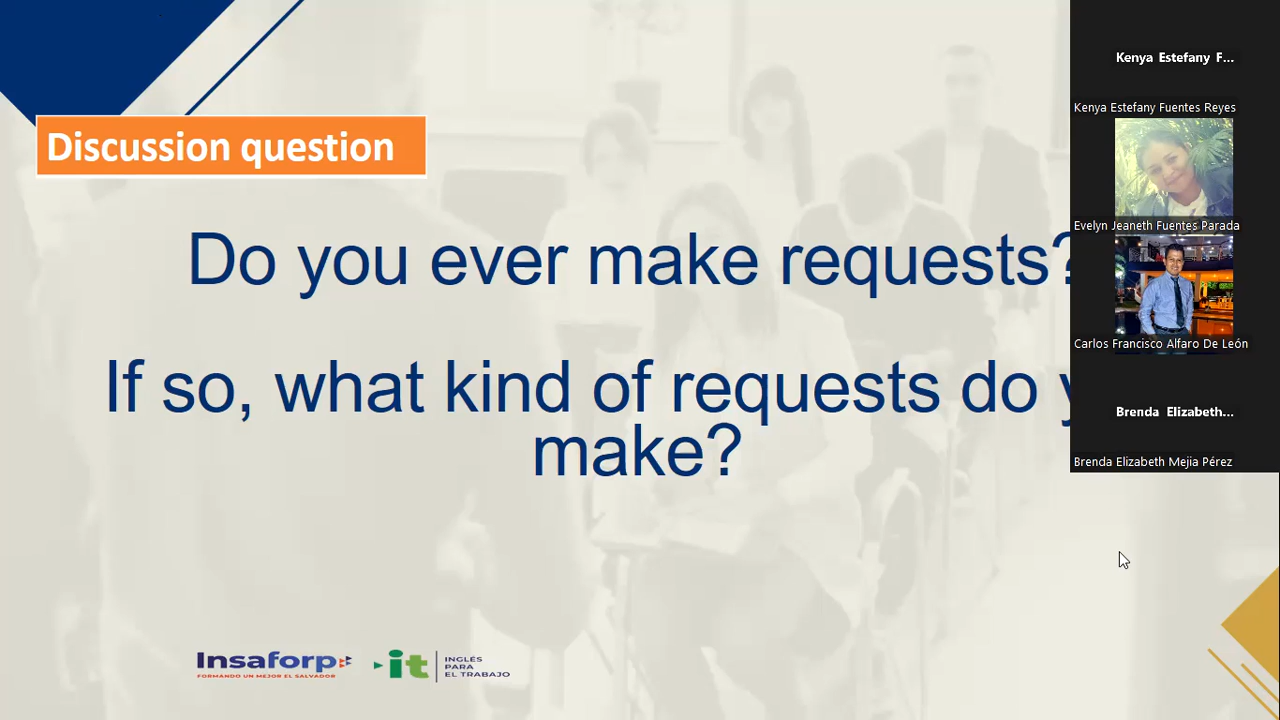 Discussion question
Do you ever make requests?
If so, what kind of requests do y
make?
Insaforp
FORMANDO UN MEJOR EL SALVADOR
it
INGLÉS
PARA
EL TRABAJO
Kenya Estefany F...
Kenya Estefany Fuentes Reyes
Evelyn Jeaneth Fuentes Parada
Carlos Francisco Alfaro De León
Brenda Elizabeth...
Brenda Elizabeth Mejia Pérez